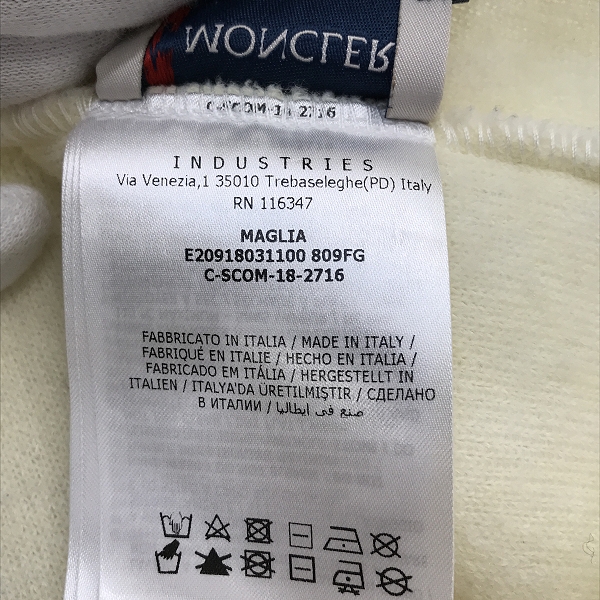 MONCLER
C-SCOM-18-2716
INDUSTRIES
Via Venezia,1 35010 Trebaseleghe(PD) Italy
RN 116347
MAGLIA
E20918031100 809FG
C-SCOM-18-2716
FABBRICATO IN ITALIA / MADE IN ITALY /
FABRIQUÉ EN ITALIE / HECHO EN ITALIA /
FABRICADO EM ITÁLIA / HERGESTELLT IN
ITALIEN / ITALYA'DA ÜRETILMIŞTIR / СДЕЛАНО
В ИТАЛИИ / صنع في ايطاليا